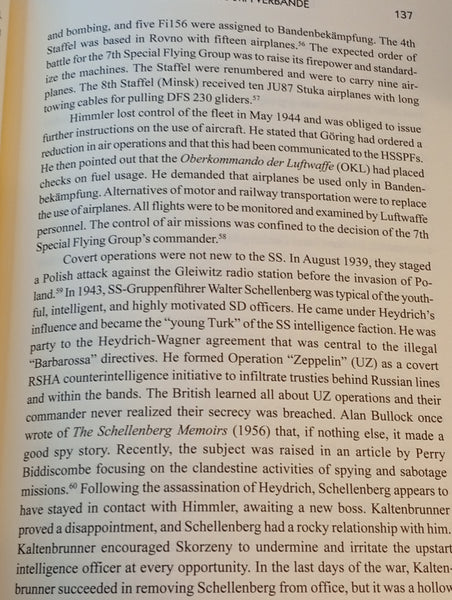 VERBÄNDE
137
and bombing, and five Fi156 were assigned to Bandenbekämpfung. The 4th
Staffel was based in Rovno with fifteen airplanes.56 The expected order of
battle for the 7th Special Flying Group was to raise its firepower and standard-
ize the machines. The Staffel were renumbered and were to carry nine air-
planes. The 8th Staffel (Minsk) received ten JU87 Stuka airplanes with long
towing cables for pulling DFS 230 gliders.57
Himmler lost control of the fleet in May 1944 and was obliged to issue
further instructions on the use of aircraft. He stated that Göring had ordered a
reduction in air operations and that this had been communicated to the HSSPFs.
He then pointed out that the Oberkommando der Luftwaffe (OKL) had placed
checks on fuel usage. He demanded that airplanes be used only in Banden-
bekämpfung. Alternatives of motor and railway transportation were to replace
the use of airplanes. All flights were to be monitored and examined by Luftwaffe
personnel. The control of air missions was confined to the decision of the 7th
Special Flying Group's commander.58
Covert operations were not new to the SS. In August 1939, they staged
a Polish attack against the Gleiwitz radio station before the invasion of Po-
land.59 In 1943, SS-Gruppenführer Walter Schellenberg was typical of the youth-
ful, intelligent, and highly motivated SD officers. He came under Heydrich's
influence and became the "young Turk" of the SS intelligence faction. He was
party to the Heydrich-Wagner agreement that was central to the illegal
"Barbarossa" directives. He formed Operation "Zeppelin" (UZ) as a covert
RSHA counterintelligence initiative to infiltrate trusties behind Russian lines
and within the bands. The British learned all about UZ operations and their
commander never realized their secrecy was breached. Alan Bullock once
wrote of The Schellenberg Memoirs (1956) that, if nothing else, it made a
good spy story. Recently, the subject was raised in an article by Perry
Biddiscombe focusing on the clandestine activities of spying and sabotage
missions.60 Following the assassination of Heydrich, Schellenberg appears to
have stayed in contact with Himmler, awaiting a new boss. Kaltenbrunner
proved a disappointment, and Schellenberg had a rocky relationship with him.
Kaltenbrunner encouraged Skorzeny to undermine and irritate the upstart
intelligence officer at every opportunity. In the last days of the war, Kalten-
brunner succeeded in removing Schellenberg from office, but it was a hollow